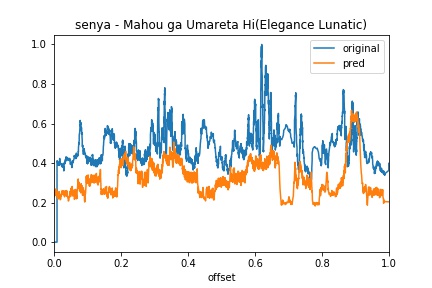 senya - Mahou ga Umareta Hi(Elegance Lunatic)
original
pred
1.0
0.8
0.6
0.4
0.2
0.0
0.0 0.2 0.4 0.6 0.8 1.0
offset